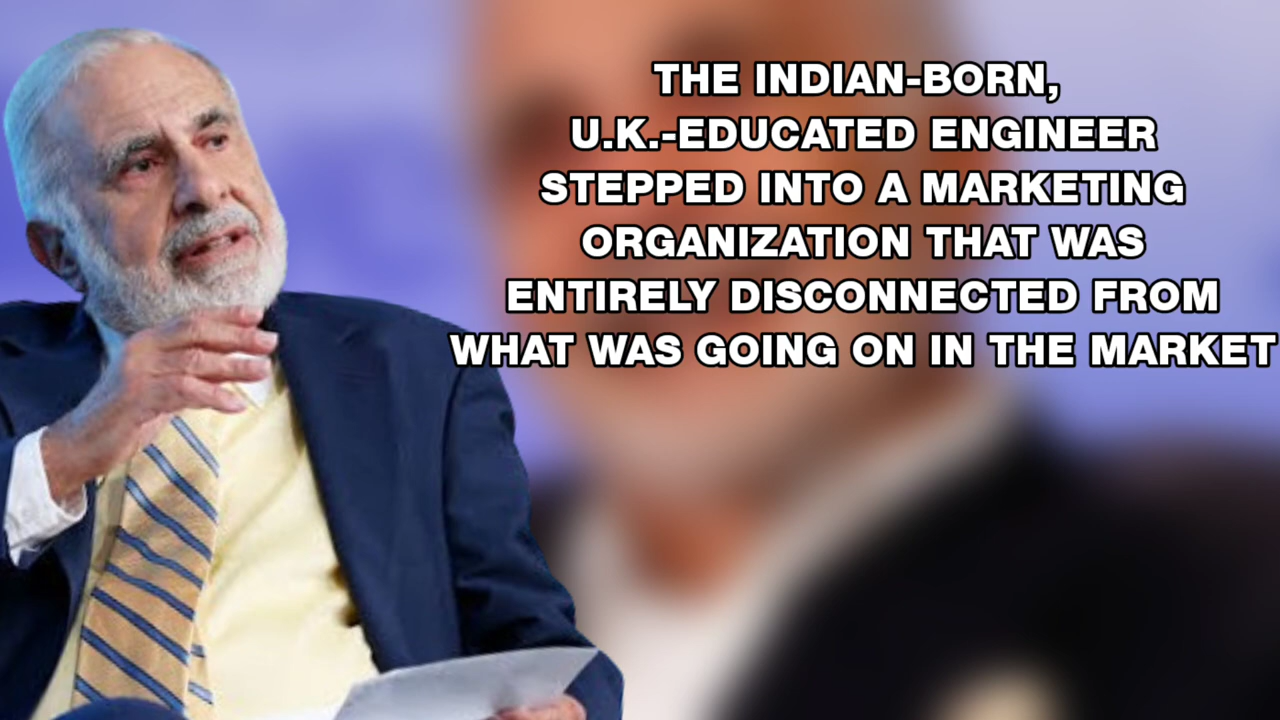 THE INDIAN-BORN,
U.K.-EDUCATED ENGINEER
STEPPED INTO A MARKETING
ORGANIZATION THAT WAS
ENTIRELY DISCONNECTED FROM
WHAT WAS GOING ON IN THE MARKET